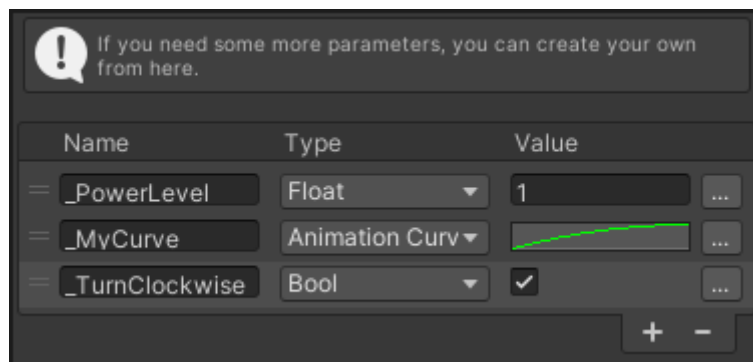 If you need some more parameters, you can create your own
from here.
Name Type Value
_PowerLevel Float 1 ...
_MyCurve Animation Curv ...
_TurnClockwise Bool ...